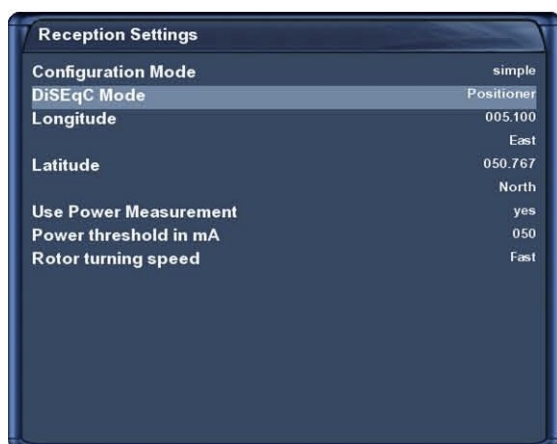 Reception Settings
Configuration Mode simple
DiSEqC Mode Positioner
Longitude 005.100
East
Latitude 050.767
North
Use Power Measurement yes
Power threshold in mA 050
Rotor turning speed Fast